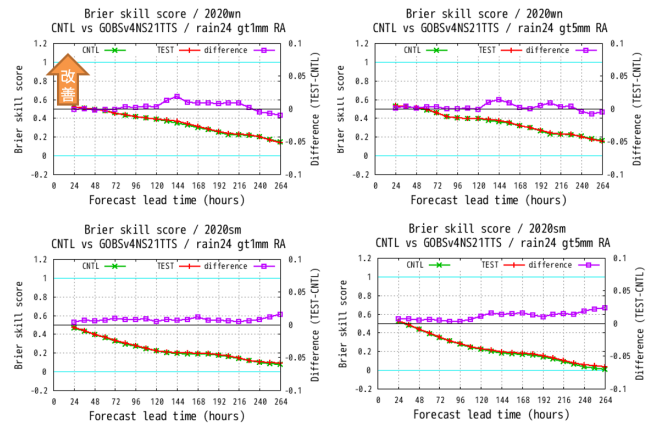 Brier skill score / 2020wn
CNTL vs GOBSv4NS21TTS / rain24 gt1mm RA
CNTL TEST difference
改善
Brier skill score
1.2
1
0.8
0.6
0.4
0.2
0
-0.2
0.1
0.05
0
-0.05
-0.1
Difference (TEST-CNTL)
0 24 48 72 96 120 144 168 192 216 240 264
Forecast lead time (hours)
Brier skill score / 2020wn
CNTL vs GOBSv4NS21TTS / rain24 gt5mm RA
CNTL TEST difference
Brier skill score
1.2
1
0.8
0.6
0.4
0.2
0
-0.2
0.1
0.05
0
-0.05
-0.1
Difference (TEST-CNTL)
0 24 48 72 96 120 144 168 192 216 240 264
Forecast lead time (hours)
Brier skill score / 2020sm
CNTL vs GOBSv4NS21TTS / rain24 gt1mm RA
CNTL TEST difference
Brier skill score
1.2
1
0.8
0.6
0.4
0.2
0
-0.2
0.1
0.05
0
-0.05
-0.1
Difference (TEST-CNTL)
0 24 48 72 96 120 144 168 192 216 240 264
Forecast lead time (hours)
Brier skill score / 2020sm
CNTL vs GOBSv4NS21TTS / rain24 gt5mm RA
CNTL TEST difference
Brier skill score
1.2
1
0.8
0.6
0.4
0.2
0
-0.2
0.1
0.05
0
-0.05
-0.1
Difference (TEST-CNTL)
0 24 48 72 96 120 144 168 192 216 240 264
Forecast lead time (hours)